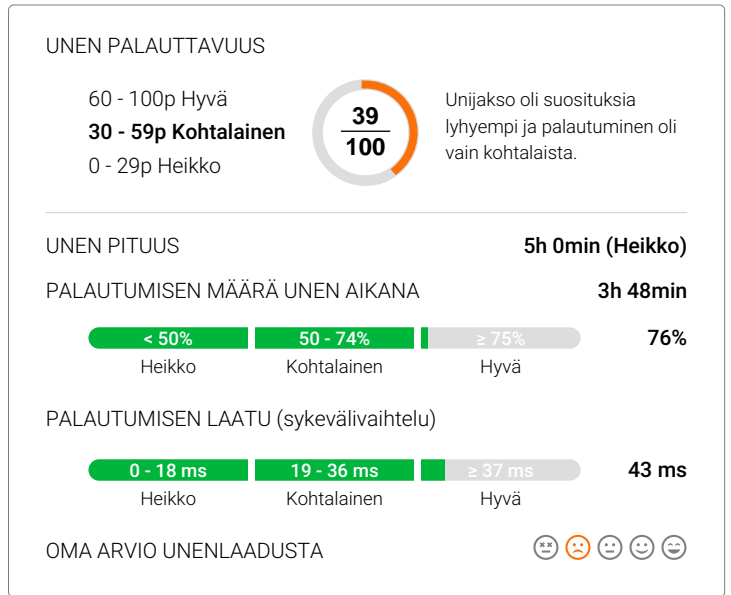 UNEN PALAUTTAVUUS
60 - 100p Hyvä
30 - 59p Kohtalainen
0 - 29p Heikko
39
100
Unijakso oli suosituksia
lyhyempi ja palautuminen oli
vain kohtalaista.
UNEN PITUUS 5h 0min (Heikko)
PALAUTUMISEN MÄÄRÄ UNEN AIKANA 3h 48min
< 50% 50 - 74% ≥ 75% 76%
Heikko Kohtalainen Hyvä
PALAUTUMISEN LAATU (sykevälivaihtelu)
0 - 18 ms 19 - 36 ms ≥ 37 ms 43 ms
Heikko Kohtalainen Hyvä
OMA ARVIO UNENLAADUSTA